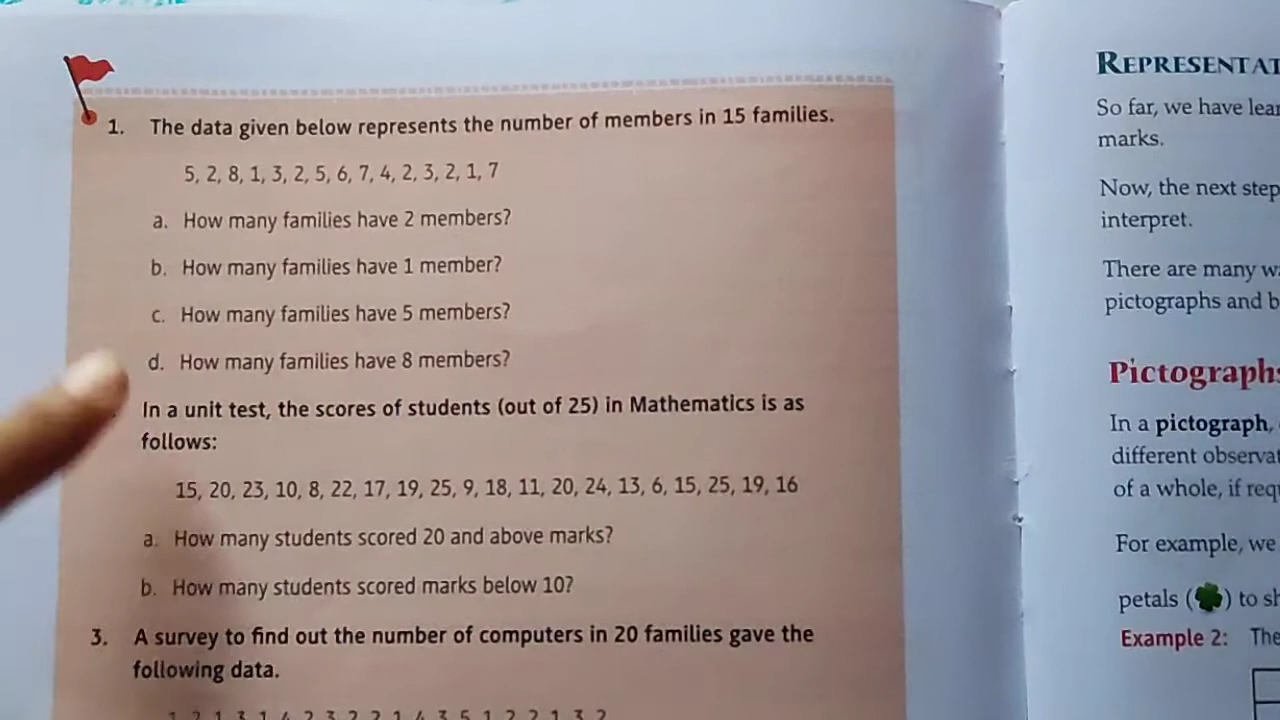 1. The data given below represents the number of members in 15 families.
5, 2, 8, 1, 3, 2, 5, 6, 7, 4, 2, 3, 2, 1, 7
a. How many families have 2 members?
b. How many families have 1 member?
c. How many families have 5 members?
d. How many families have 8 members?
In a unit test, the scores of students (out of 25) in Mathematics is as
follows:
15, 20, 23, 10, 8, 22, 17, 19, 25, 9, 18, 11, 20, 24, 13, 6, 15, 25, 19, 16
a. How many students scored 20 and above marks?
b. How many students scored marks below 10?
3. A survey to find out the number of computers in 20 families gave the
following data.
So far, we have
marks.
Now, the next step
interpret.
There are many
pictographs and
In a pictograph,
different
of a whole, if
For example, we
petals ( ) to
Example 2: The